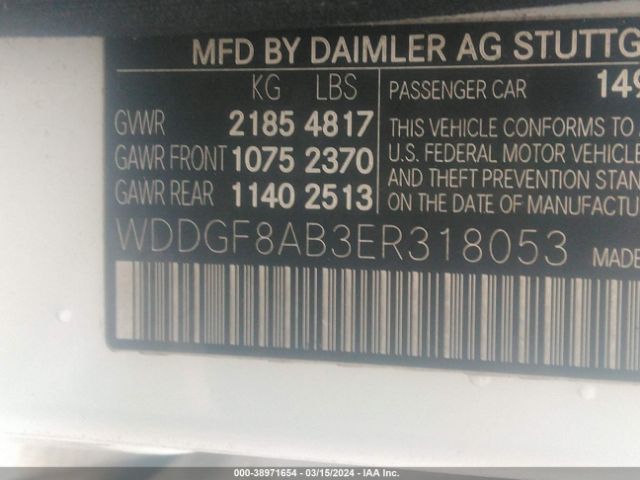 MFD BY DAIMLER AG STUTTG
KG LBS
GVWR 2185 4817
GAWR FRONT 1075 2370
GAWR REAR 1140 2513
PASSENGER CAR 149
THIS VEHICLE CONFORMS TO
U.S. FEDERAL MOTOR VEHICLE
AND THEFT PREVENTION STAN
ON THE DATE OF MANUFACTU
WDDGF8AB3ER318053
MADE
000-38971654 - 03/15/2024 - IAAI.com